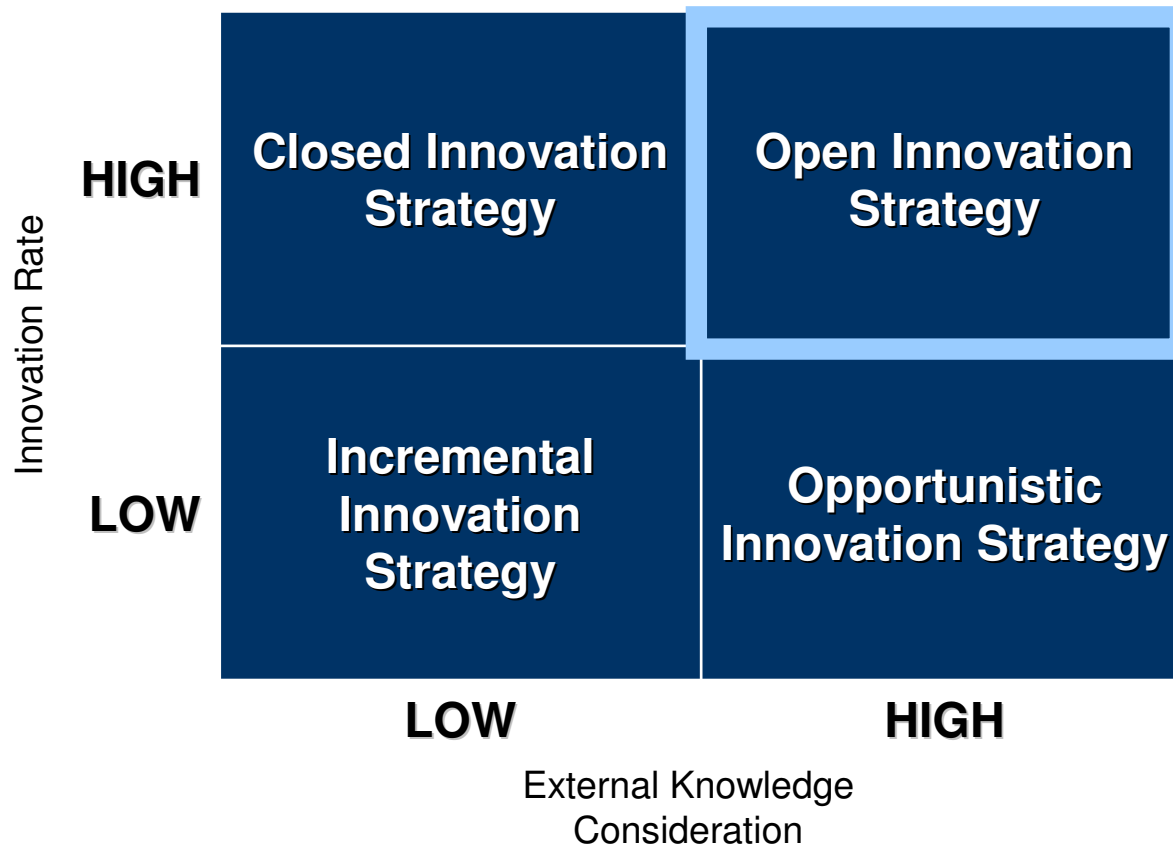 HIGH
Closed Innovation
Strategy
Open Innovation
Strategy
Innovation Rate
LOW
Incremental
Innovation
Strategy
Opportunistic
Innovation Strategy
LOW
HIGH
External Knowledge
Consideration